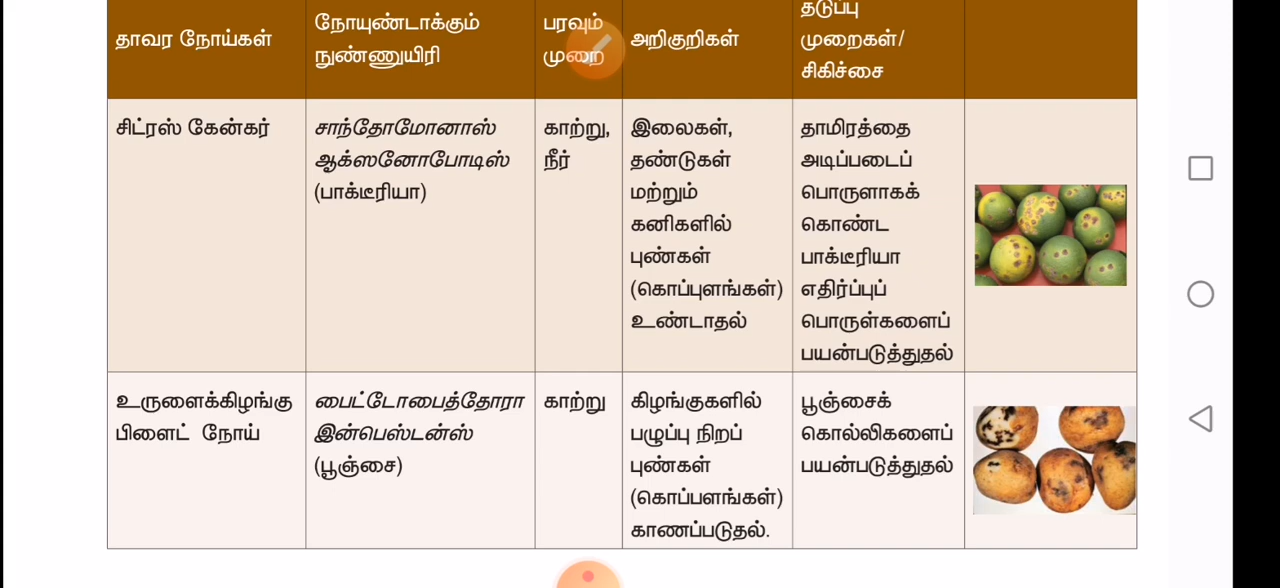 தாவர நோய்கள்
நோயுண்டாக்கும்
நுண்ணுயிரி
பரவும்
முறை
அறிகுறிகள்
தடுப்பு
முறைகள்/
சிகிச்சை
சிட்ரஸ் கேன்கர்
சாந்தோமோனாஸ்
ஆக்ஸனோபோடிஸ்
(பாக்டீரியா)
காற்று,
நீர்
இலைகள்,
தண்டுகள்
மற்றும்
கனிகளில்
புண்கள்
(கொப்புளங்கள்)
உண்டாதல்
தாமிரத்தை
அடிப்படைப்
பொருளாகக்
கொண்ட
பாக்டீரியா
எதிர்ப்புப்
பொருள்களைப்
பயன்படுத்துதல்
உருளைக்கிழங்கு
பிளைட் நோய்
பைட்டோபைத்தோரா
இன்பெஸ்டன்ஸ்
(பூஞ்சை)
காற்று
கிழங்குகளில்
பழுப்பு நிறப்
புண்கள்
(கொப்பளங்கள்)
காணப்படுதல்.
பூஞ்சைக்
கொல்லிகளைப்
பயன்படுத்துதல்